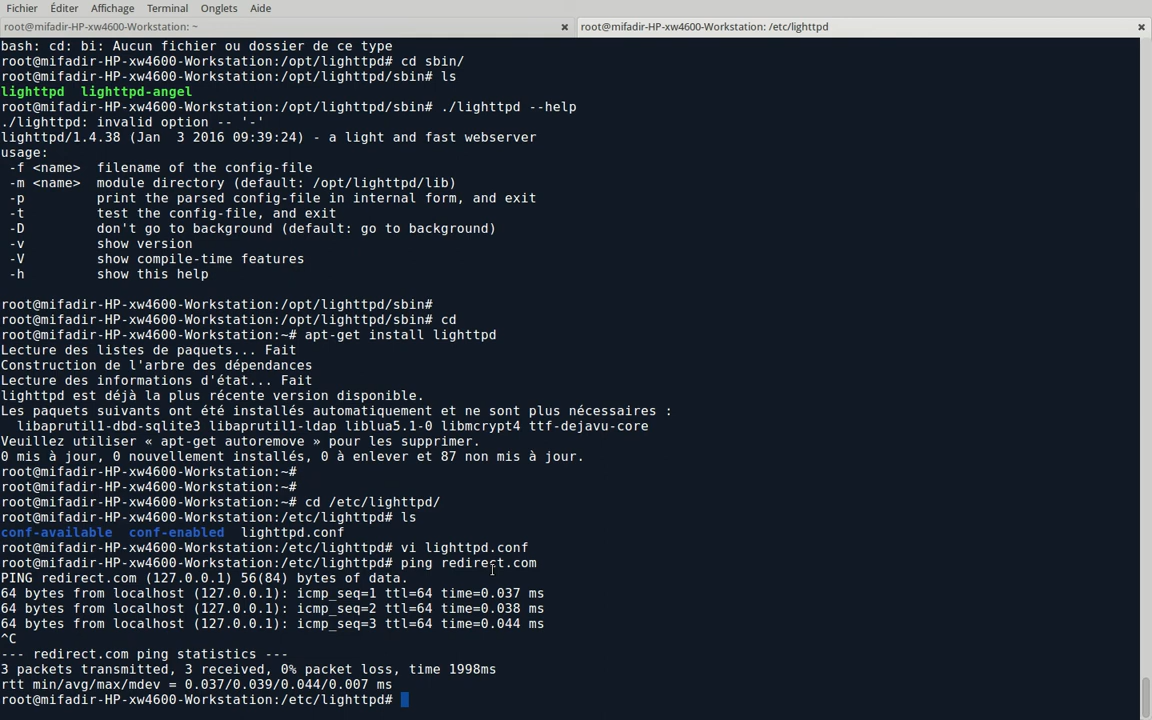 Fichier Éditer Affichage Terminal Onglets Aide
root@mifadir-HP-xw4600-Workstation: ~
root@mifadir-HP-xw4600-Workstation: /etc/lighttpd
bash: cd: bi: Aucun fichier ou dossier de ce type
root@mifadir-HP-xw4600-Workstation:/opt/lighttpd# cd sbin/
root@mifadir-HP-xw4600-Workstation:/opt/lighttpd/sbin# ls
lighttpd  lighttpd-angel
root@mifadir-HP-xw4600-Workstation:/opt/lighttpd/sbin# ./lighttpd --help
./lighttpd: invalid option -- '-'
lighttpd/1.4.38 (Jan  3 2016 09:39:24) - a light and fast webserver
usage:
 -f <name>  filename of the config-file
 -m <name>  module directory (default: /opt/lighttpd/lib)
 -p         print the parsed config-file in internal form, and exit
 -t         test the config-file, and exit
 -D         don't go to background (default: go to background)
 -v         show version
 -V         show compile-time features
 -h         show this help
root@mifadir-HP-xw4600-Workstation:/opt/lighttpd/sbin#
root@mifadir-HP-xw4600-Workstation:/opt/lighttpd/sbin# cd
root@mifadir-HP-xw4600-Workstation:~# apt-get install lighttpd
Lecture des listes de paquets... Fait
Construction de l'arbre des dépendances
Lecture des informations d'état... Fait
lighttpd est déjà la plus récente version disponible.
Les paquets suivants ont été installés automatiquement et ne sont plus nécessaires :
  libaprutil1-dbd-sqlite3 libaprutil1-ldap liblua5.1-0 libmcrypt4 ttf-dejavu-core
Veuillez utiliser « apt-get autoremove » pour les supprimer.
0 mis à jour, 0 nouvellement installés, 0 à enlever et 87 non mis à jour.
root@mifadir-HP-xw4600-Workstation:~#
root@mifadir-HP-xw4600-Workstation:~#
root@mifadir-HP-xw4600-Workstation:~# cd /etc/lighttpd/
root@mifadir-HP-xw4600-Workstation:/etc/lighttpd# ls
conf-available  conf-enabled  lighttpd.conf
root@mifadir-HP-xw4600-Workstation:/etc/lighttpd# vi lighttpd.conf
root@mifadir-HP-xw4600-Workstation:/etc/lighttpd# ping redirect.com
PING redirect.com (127.0.0.1) 56(84) bytes of data.
64 bytes from localhost (127.0.0.1): icmp_seq=1 ttl=64 time=0.037 ms
64 bytes from localhost (127.0.0.1): icmp_seq=2 ttl=64 time=0.038 ms
64 bytes from localhost (127.0.0.1): icmp_seq=3 ttl=64 time=0.044 ms
^C
--- redirect.com ping statistics ---
3 packets transmitted, 3 received, 0% packet loss, time 1998ms
rtt min/avg/max/mdev = 0.037/0.039/0.044/0.007 ms
root@mifadir-HP-xw4600-Workstation:/etc/lighttpd#